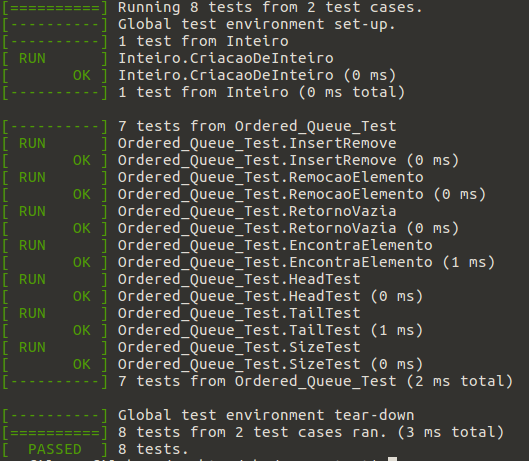 [==========] Running 8 tests from 2 test cases.
[----------] Global test environment set-up.
[----------] 1 test from Inteiro
[ RUN      ] Inteiro.CriacaoDeInteiro
[       OK ] Inteiro.CriacaoDeInteiro (0 ms)
[----------] 1 test from Inteiro (0 ms total)

[----------] 7 tests from Ordered_Queue_Test
[ RUN      ] Ordered_Queue_Test.InsertRemove
[       OK ] Ordered_Queue_Test.InsertRemove (0 ms)
[ RUN      ] Ordered_Queue_Test.RemocaoElemento
[       OK ] Ordered_Queue_Test.RemocaoElemento (0 ms)
[ RUN      ] Ordered_Queue_Test.RetornoVazia
[       OK ] Ordered_Queue_Test.RetornoVazia (0 ms)
[ RUN      ] Ordered_Queue_Test.EncontraElemento
[       OK ] Ordered_Queue_Test.EncontraElemento (1 ms)
[ RUN      ] Ordered_Queue_Test.HeadTest
[       OK ] Ordered_Queue_Test.HeadTest (0 ms)
[ RUN      ] Ordered_Queue_Test.TailTest
[       OK ] Ordered_Queue_Test.TailTest (1 ms)
[ RUN      ] Ordered_Queue_Test.SizeTest
[       OK ] Ordered_Queue_Test.SizeTest (0 ms)
[----------] 7 tests from Ordered_Queue_Test (2 ms total)

[----------] Global test environment tear-down
[==========] 8 tests from 2 test cases ran. (3 ms total)
[  PASSED  ] 8 tests.